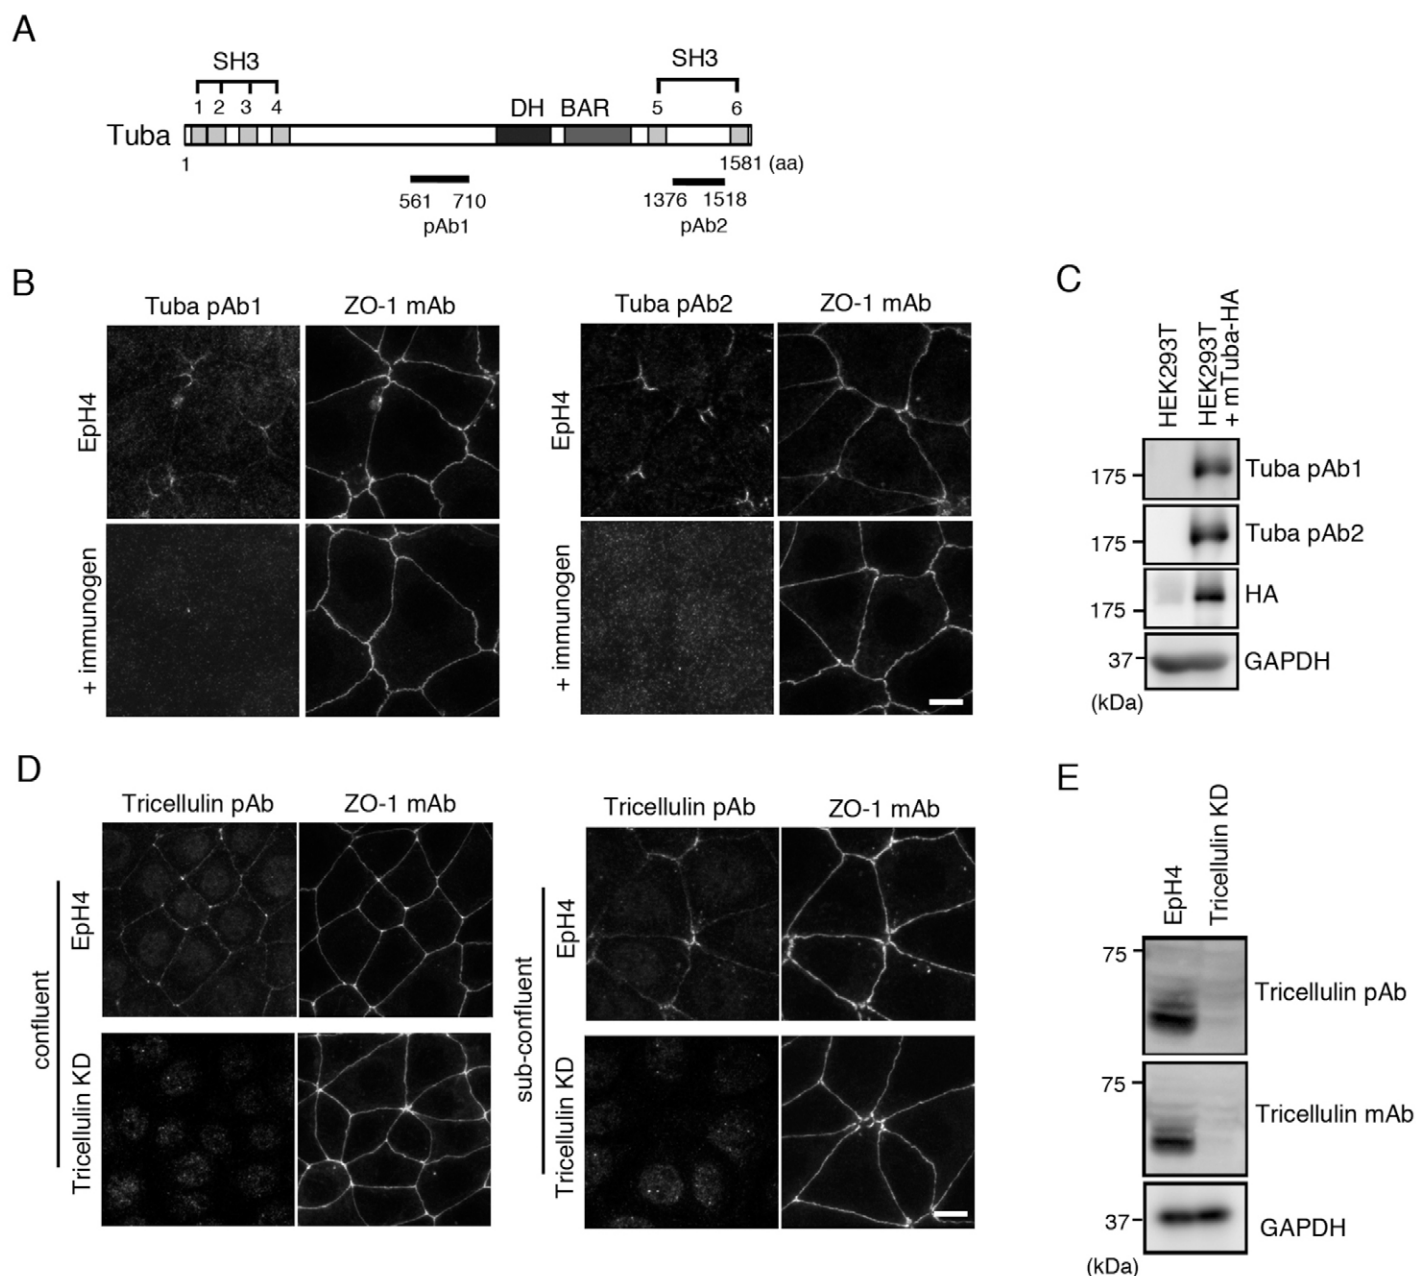 A
SH3
SH3
1 2 3 4
DH BAR
5 6
Tuba
1
1581 (aa)
561 710
1376 1518
pAb1
pAb2
B
Tuba pAb1
ZO-1 mAb
Tuba pAb2
ZO-1 mAb
EpH4
EpH4
+ immunogen
+ immunogen
C
HEK293T
HEK293T
+ mTuba-HA
175
Tuba pAb1
175
Tuba pAb2
175
HA
37
GAPDH
(kDa)
D
Tricellulin pAb
ZO-1 mAb
Tricellulin pAb
ZO-1 mAb
confluent
EpH4
Tricellulin KD
sub-confluent
EpH4
Tricellulin KD
E
EpH4
Tricellulin KD
75
Tricellulin pAb
75
Tricellulin mAb
37
GAPDH
(kDa)